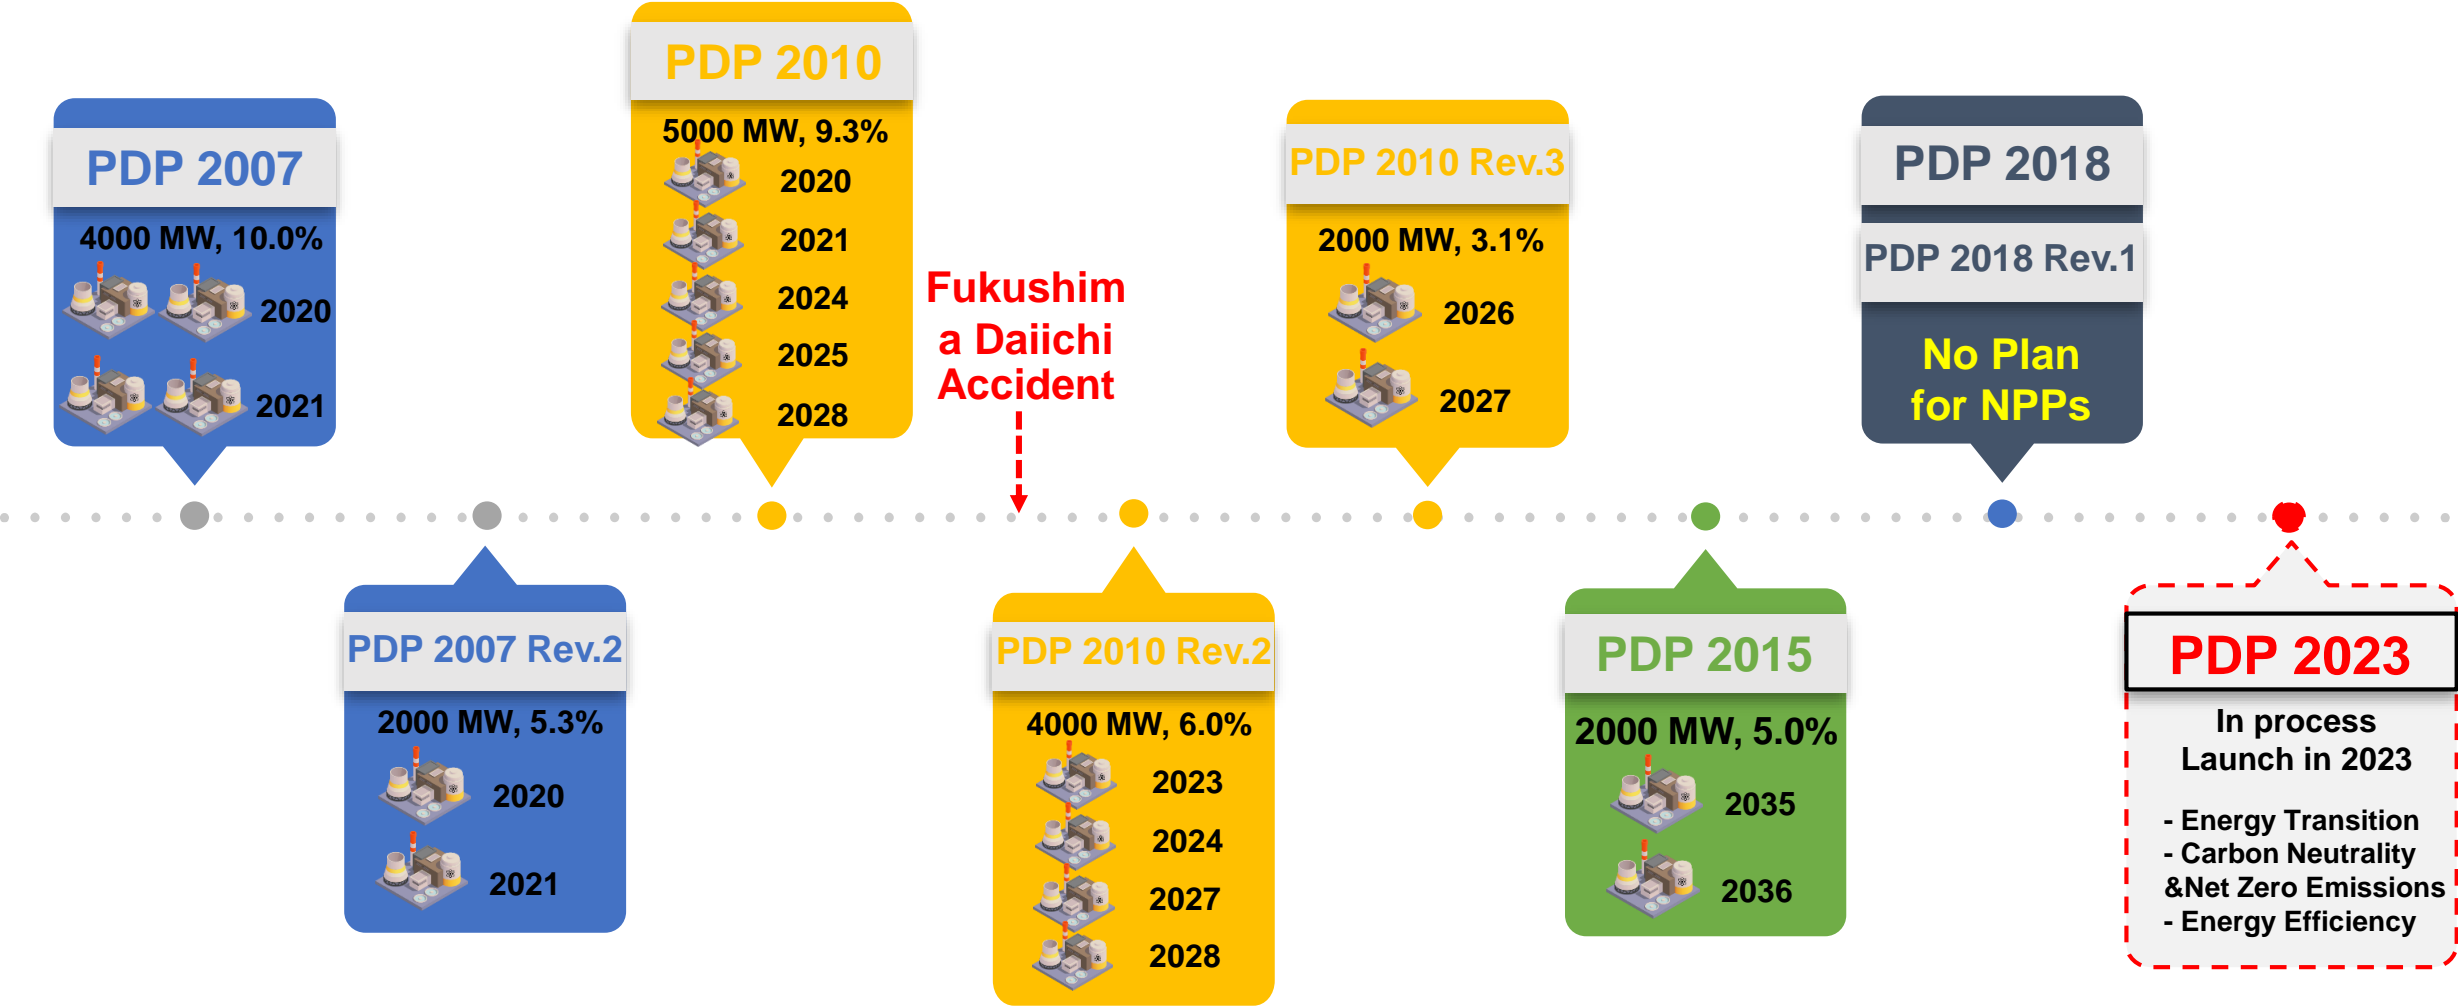 PDP 2007
4000 MW, 10.0%
2020
2021
PDP 2007 Rev.2
2000 MW, 5.3%
2020
2021
PDP 2010
5000 MW, 9.3%
2020
2021
2024
2025
2028
Fukushim
a Daiichi
Accident
PDP 2010 Rev.2
4000 MW, 6.0%
2023
2024
2027
2028
PDP 2010 Rev.3
2000 MW, 3.1%
2026
2027
PDP 2015
2000 MW, 5.0%
2035
2036
PDP 2018
PDP 2018 Rev.1
No Plan
for NPPs
PDP 2023
In process
Launch in 2023
- Energy Transition
- Carbon Neutrality
&Net Zero Emissions
- Energy Efficiency